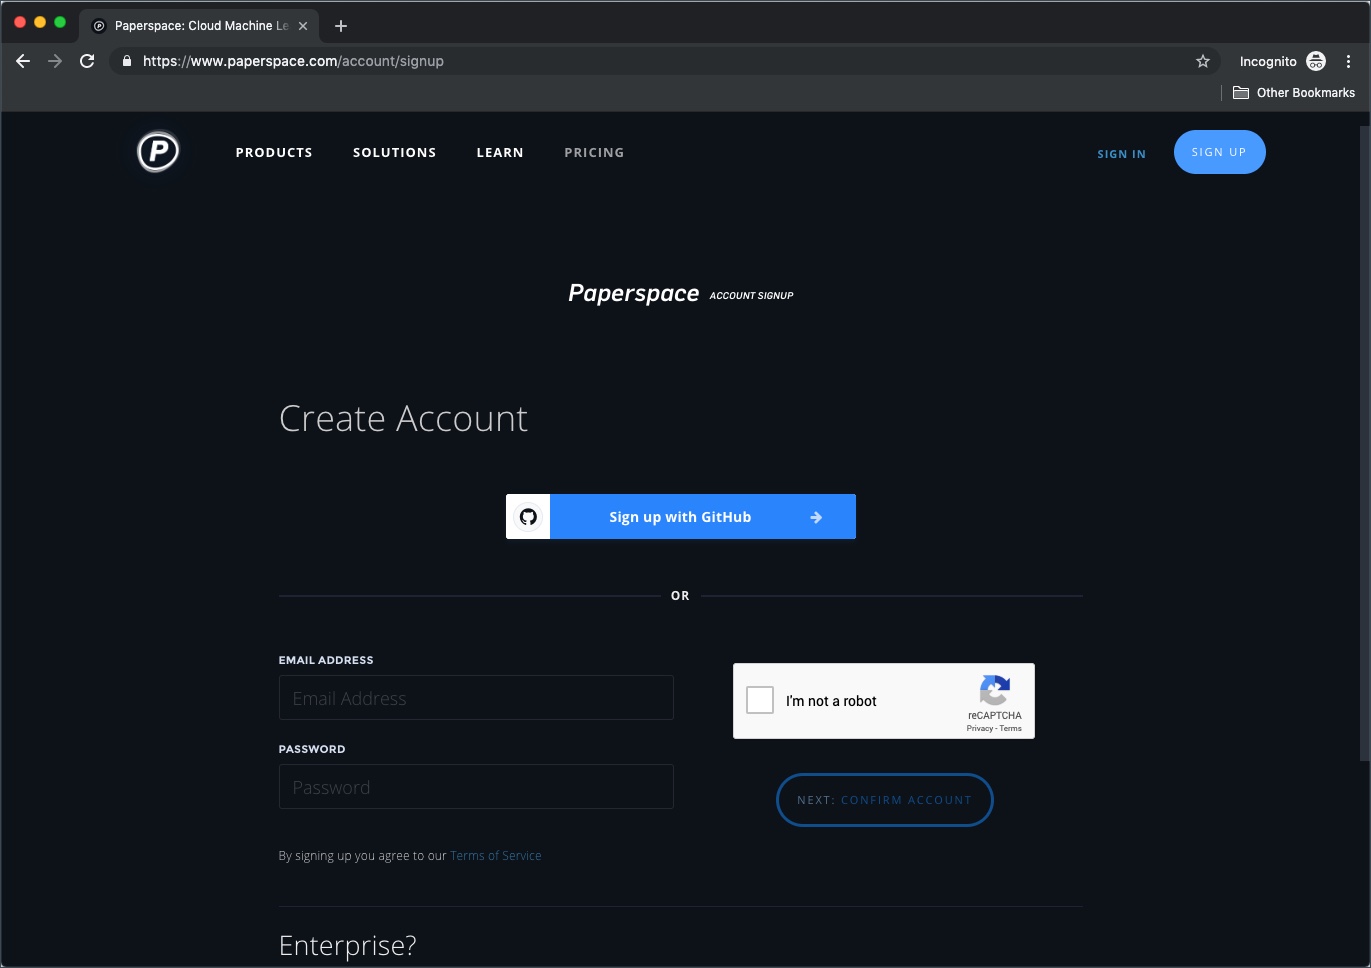 Paperspace: Cloud Machine Le
https://www.paperspace.com/account/signup
Incognito
Other Bookmarks
P
PRODUCTS
SOLUTIONS
LEARN
PRICING
SIGN IN
SIGN UP
Paperspace ACCOUNT SIGNUP
Create Account
Sign up with GitHub
OR
EMAIL ADDRESS
Email Address
PASSWORD
Password
I'm not a robot
reCAPTCHA
Privacy - Terms
NEXT: CONFIRM ACCOUNT
By signing up you agree to our Terms of Service
Enterprise?